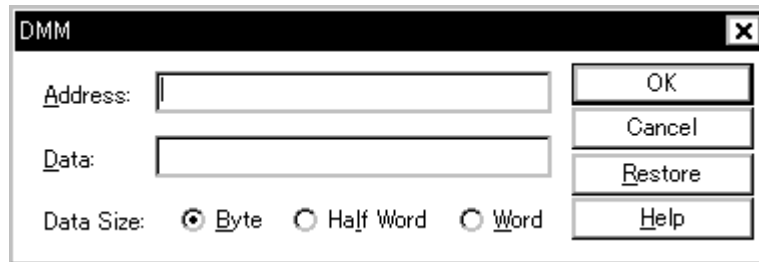 DMM
Address:
OK
Cancel
Data:
Restore
Data Size: Byte Half Word Word
Help